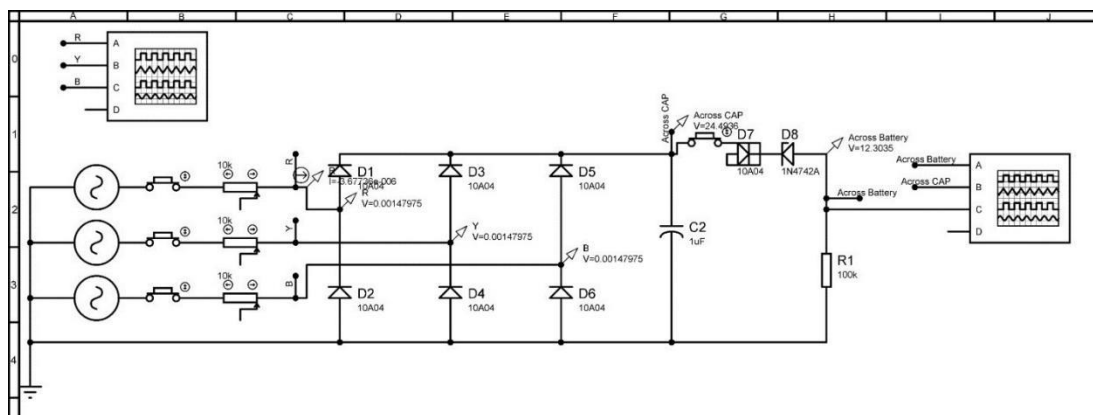 A B C D E F G H I J
0
1
2
3
4
R A
Y B
B C
D
10k
R
10k
Y
10k
B
D1
10A04
R
V=0.00147975
D3
10A04
Y
V=0.00147975
D5
10A04
B
V=0.00147975
D2
10A04
D4
10A04
D6
10A04
Across CAP
Across CAP
V=24.4936
C2
1uF
D7
10A04
D8
1N4742A
Across Battery
V=12.3035
Across Battery
R1
100k
Across Battery A
Across CAP B
C
D